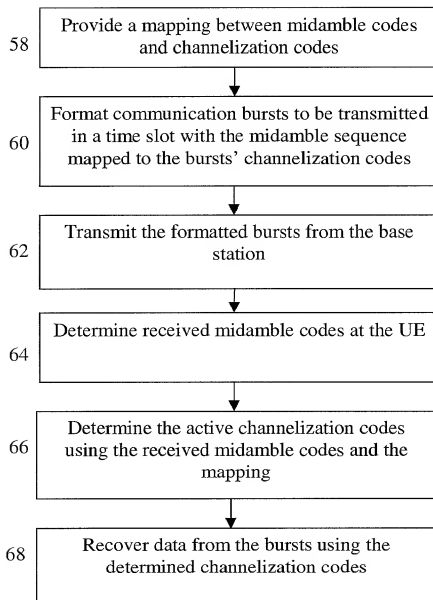 58
Provide a mapping between midamble codes
and channelization codes
60
Format communication bursts to be transmitted
in a time slot with the midamble sequence
mapped to the bursts' channelization codes
62
Transmit the formatted bursts from the base
station
64
Determine received midamble codes at the UE
66
Determine the active channelization codes
using the received midamble codes and the
mapping
68
Recover data from the bursts using the
determined channelization codes